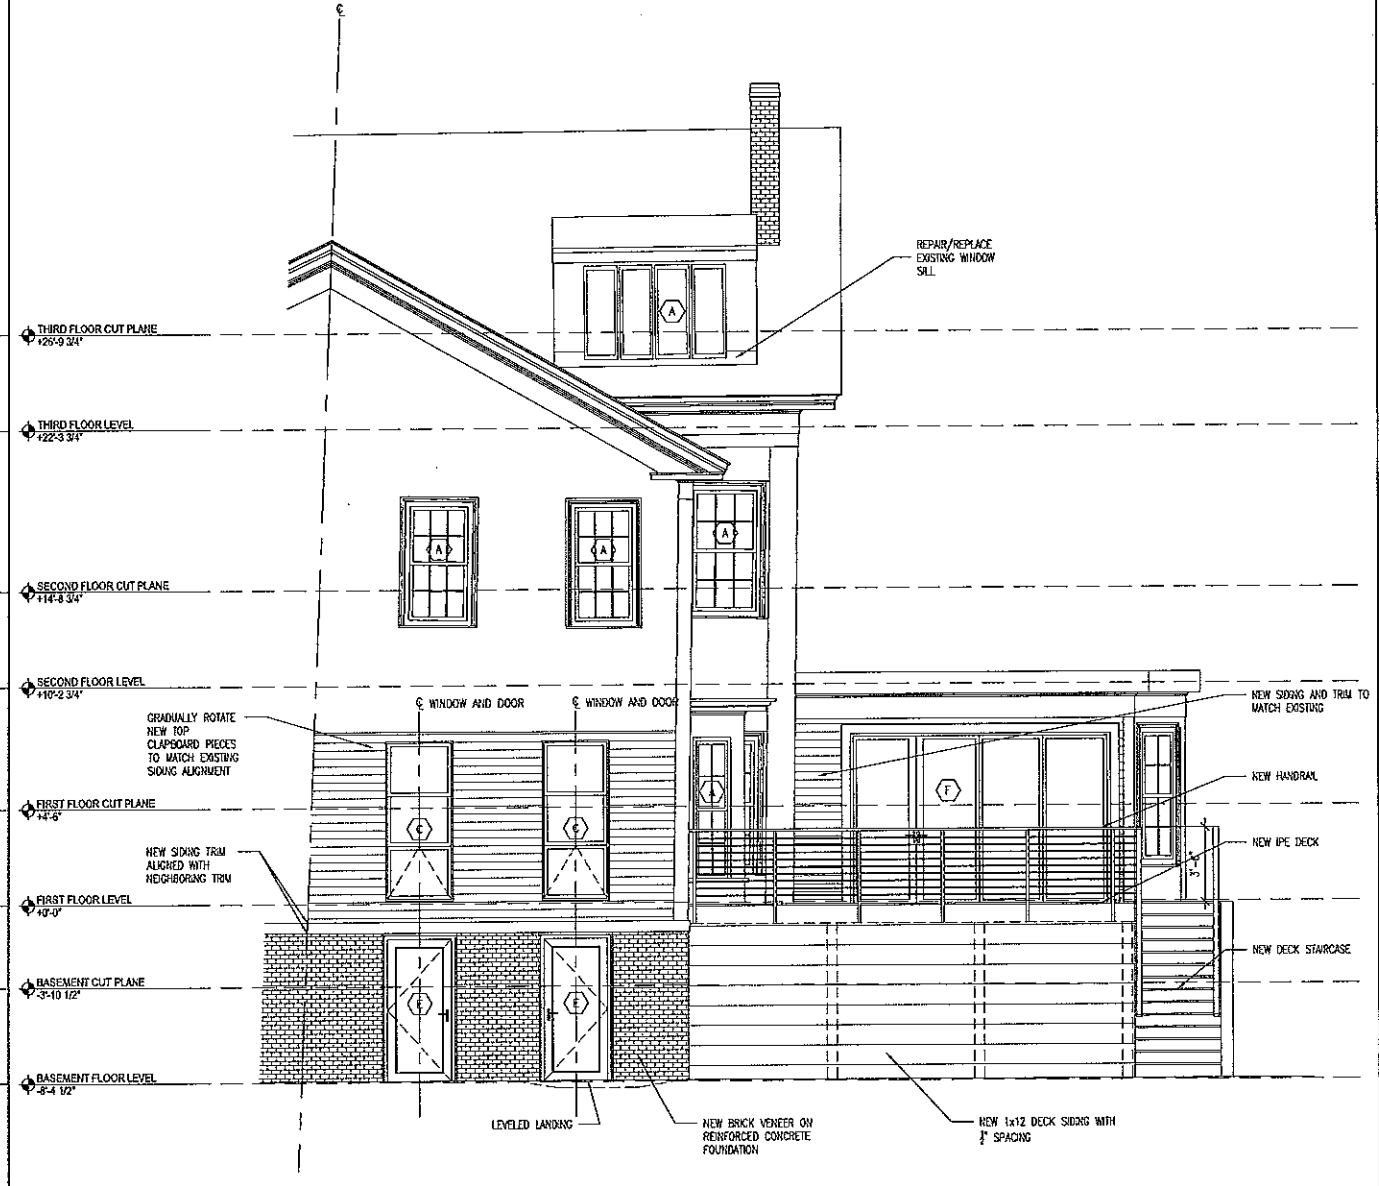 ℄
REPAIR/REPLACE
EXISTING WINDOW
SILL
A
THIRD FLOOR CUT PLANE
+26'-9 3/4"
THIRD FLOOR LEVEL
+22'-3 3/4"
A
A
A
SECOND FLOOR CUT PLANE
+14'-8 3/4"
SECOND FLOOR LEVEL
+10'-2 3/4"
℄ WINDOW AND DOOR
℄ WINDOW AND DOOR
NEW SIDING AND TRIM TO
MATCH EXISTING
GRADUALLY ROTATE
NEW TOP
CLAPBOARD PIECES
TO MATCH EXISTING
SIDING ALIGNMENT
NEW HANDRAIL
A
F
FIRST FLOOR CUT PLANE
+4'-6"
C
C
NEW IPE DECK
NEW SIDING TRIM
ALIGNED WITH
NEIGHBORING TRIM
3'-6"
FIRST FLOOR LEVEL
+0'-0"
NEW DECK STAIRCASE
BASEMENT CUT PLANE
-3'-10 1/2"
E
E
BASEMENT FLOOR LEVEL
-8'-4 1/2"
LEVELED LANDING
NEW BRICK VENEER ON
REINFORCED CONCRETE
FOUNDATION
NEW 1x12 DECK SIDING WITH
SPACING